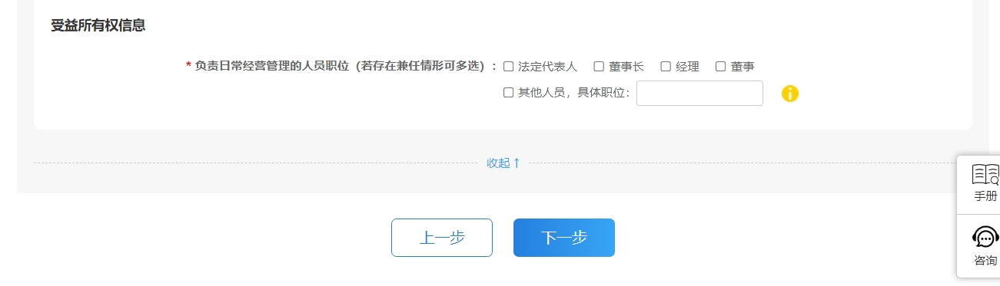 受益所有权信息
* 负责日常经营管理的人员职位（若存在兼任情形可多选）： 法定代表人 董事长 经理 董事
其他人员，具体职位：
收起↑
手册
上一步 下一步
咨询